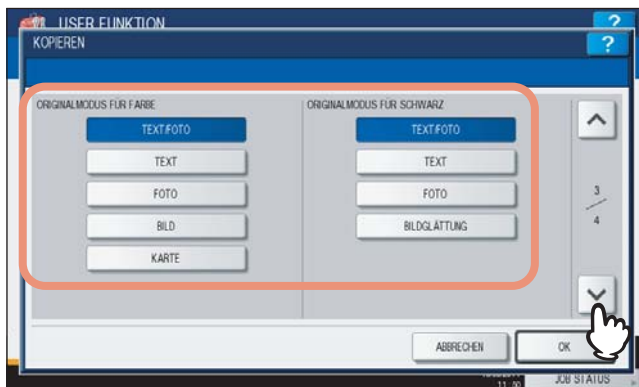 USER FUNKTION
?
KOPIEREN
?
ORIGINALMODUS FÜR FARBE
TEXT/FOTO
TEXT
FOTO
BILD
KARTE
ORIGINALMODUS FÜR SCHWARZ
TEXT/FOTO
TEXT
FOTO
BILDGLÄTTUNG
3
4
ABBRECHEN
OK
JOB STATUS